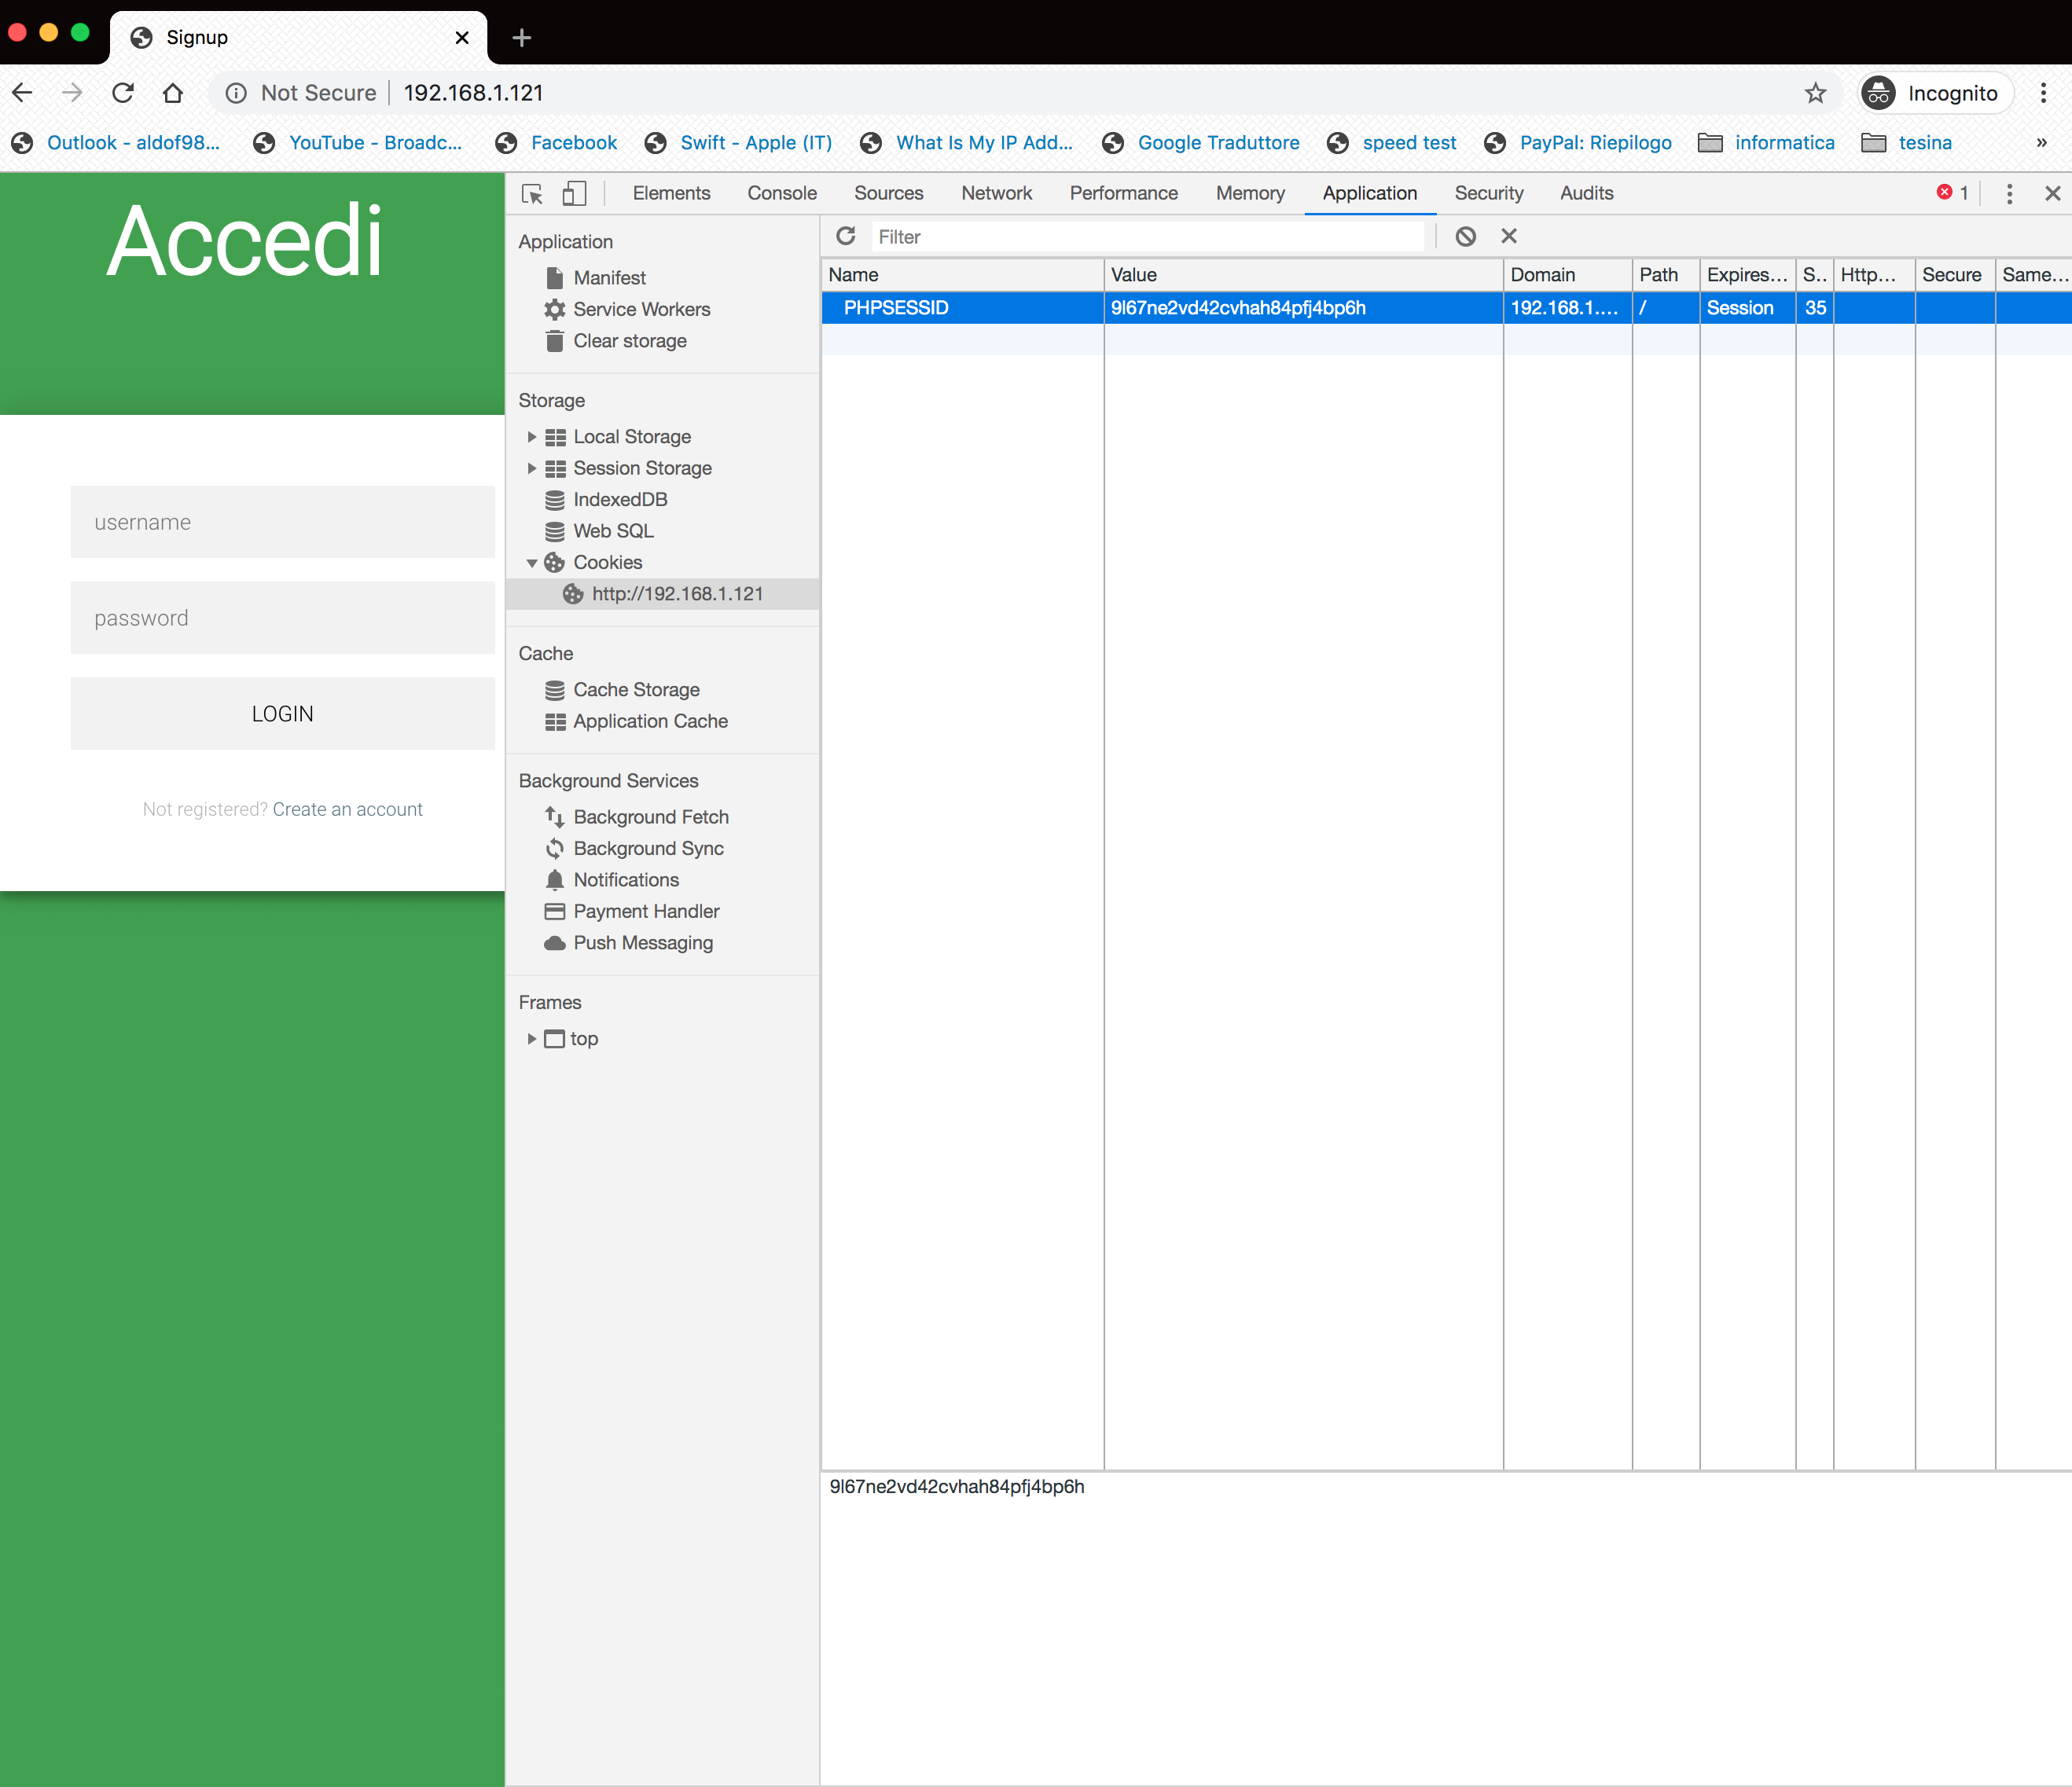 Signup
Not Secure 192.168.1.121 Incognito
Outlook - aldof98... YouTube - Broadc... Facebook Swift - Apple (IT) What Is My IP Add... Google Traduttore speed test PayPal: Riepilogo informatica tesina »
Accedi
username
password
LOGIN
Not registered? Create an account
Elements Console Sources Network Performance Memory Application Security Audits 1
Application
Manifest
Service Workers
Clear storage
Storage
Local Storage
Session Storage
IndexedDB
Web SQL
Cookies
http://192.168.1.121
Cache
Cache Storage
Application Cache
Background Services
Background Fetch
Background Sync
Notifications
Payment Handler
Push Messaging
Frames
top
Filter
Name Value Domain Path Expires... S.. Http... Secure Same...
PHPSESSID 9l67ne2vd42cvhah84pfj4bp6h 192.168.1.... / Session 35
9l67ne2vd42cvhah84pfj4bp6h